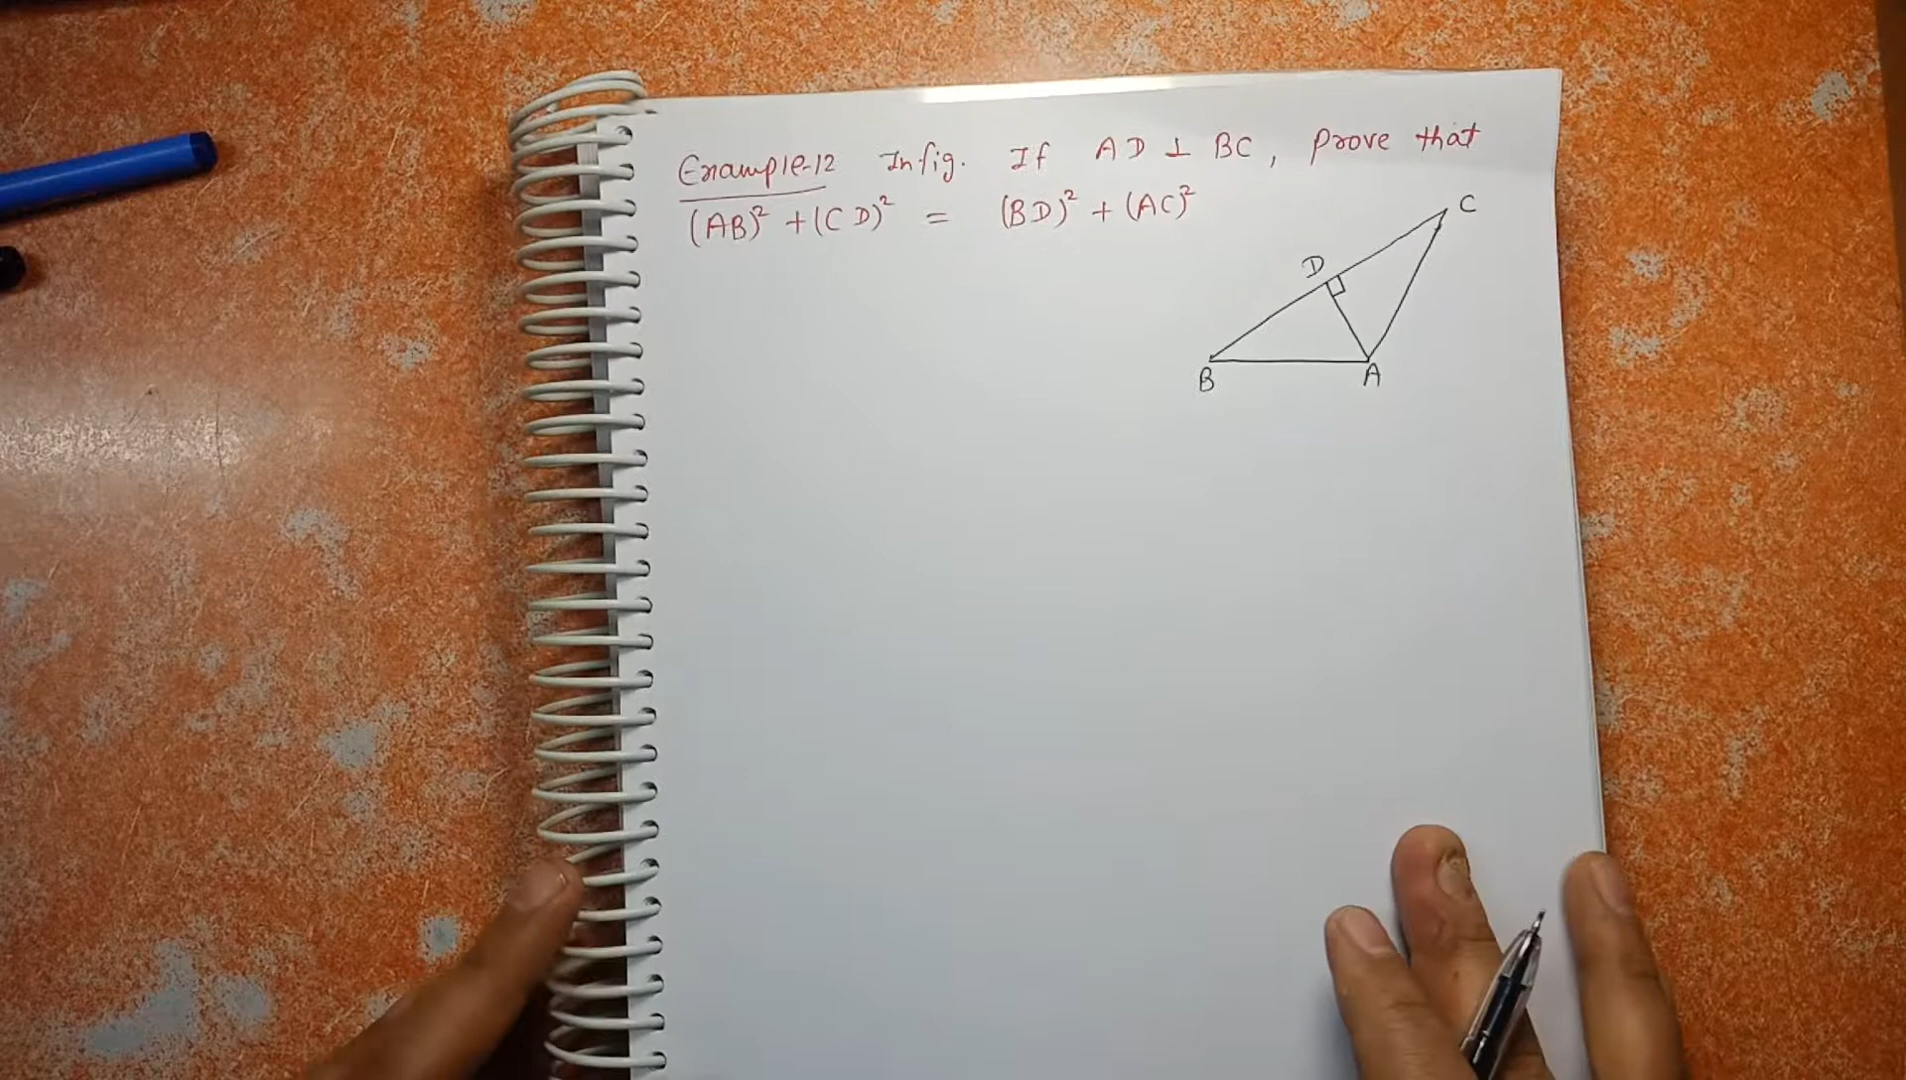 Example-12 In fig. If AD ⊥ BC, Prove that
(AB)² + (CD)² = (BD)² + (AC)²
C
D
B
A